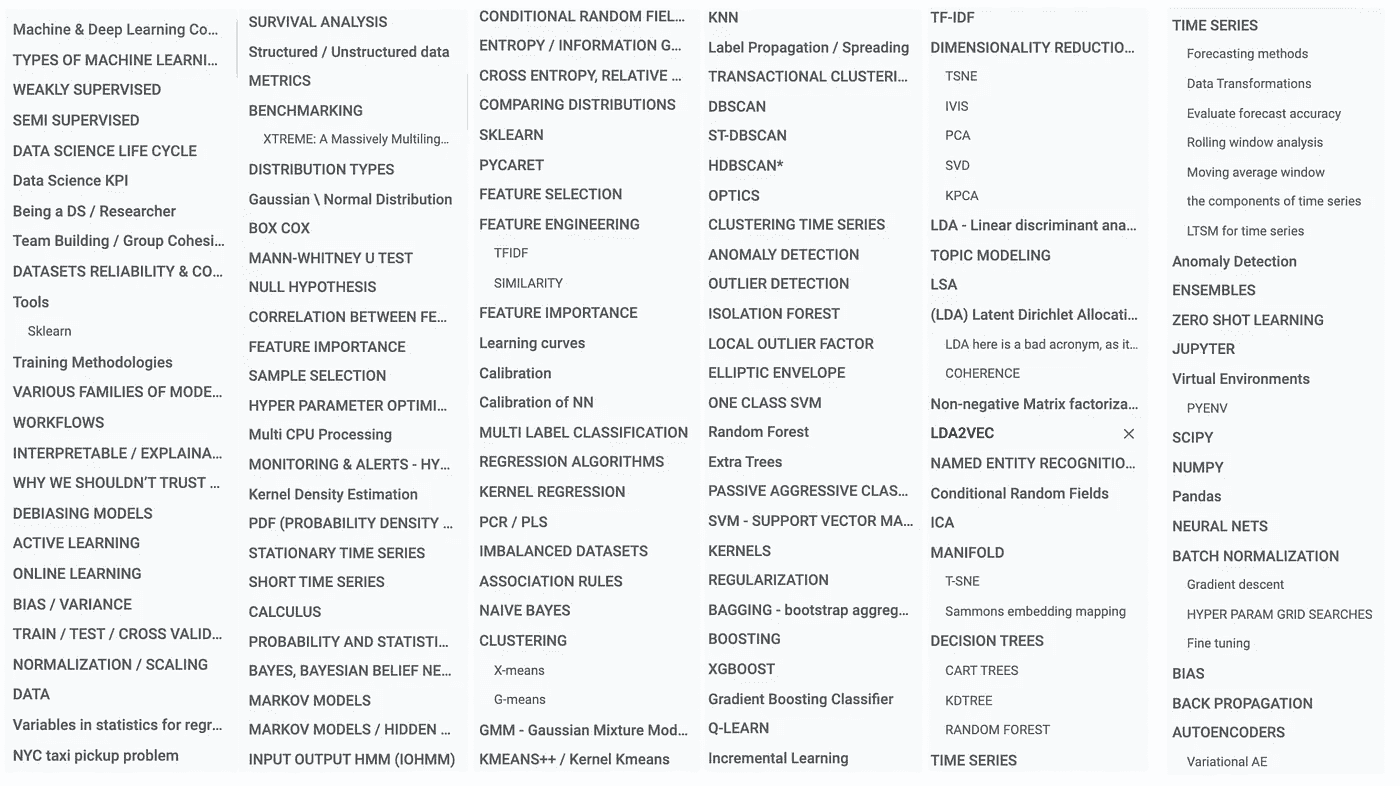 Machine & Deep Learning Co...
TYPES OF MACHINE LEARNI...
WEAKLY SUPERVISED
SEMI SUPERVISED
DATA SCIENCE LIFE CYCLE
Data Science KPI
Being a DS / Researcher
Team Building / Group Cohesi...
DATASETS RELIABILITY & CO...
Tools
Sklearn
Training Methodologies
VARIOUS FAMILIES OF MODE...
WORKFLOWS
INTERPRETABLE / EXPLAINA...
WHY WE SHOULDN'T TRUST ...
DEBIASING MODELS
ACTIVE LEARNING
ONLINE LEARNING
BIAS / VARIANCE
TRAIN / TEST / CROSS VALID...
NORMALIZATION / SCALING
DATA
Variables in statistics for regr...
NYC taxi pickup problem
SURVIVAL ANALYSIS
Structured / Unstructured data
METRICS
BENCHMARKING
XTREME: A Massively Multiling...
DISTRIBUTION TYPES
Gaussian \ Normal Distribution
BOX COX
MANN-WHITNEY U TEST
NULL HYPOTHESIS
CORRELATION BETWEEN FE...
FEATURE IMPORTANCE
SAMPLE SELECTION
HYPER PARAMETER OPTIMI...
Multi CPU Processing
MONITORING & ALERTS - HY...
Kernel Density Estimation
PDF (PROBABILITY DENSITY ...
STATIONARY TIME SERIES
SHORT TIME SERIES
CALCULUS
PROBABILITY AND STATISTI...
BAYES, BAYESIAN BELIEF NE...
MARKOV MODELS
MARKOV MODELS / HIDDEN ...
INPUT OUTPUT HMM (IOHMM)
CONDITIONAL RANDOM FIEL...
ENTROPY / INFORMATION G...
CROSS ENTROPY, RELATIVE ...
COMPARING DISTRIBUTIONS
SKLEARN
PYCARET
FEATURE SELECTION
FEATURE ENGINEERING
TFIDF
SIMILARITY
FEATURE IMPORTANCE
Learning curves
Calibration
Calibration of NN
MULTI LABEL CLASSIFICATION
REGRESSION ALGORITHMS
KERNEL REGRESSION
PCR / PLS
IMBALANCED DATASETS
ASSOCIATION RULES
NAIVE BAYES
CLUSTERING
X-means
G-means
GMM - Gaussian Mixture Mod...
KMEANS++ / Kernel Kmeans
KNN
Label Propagation / Spreading
TRANSACTIONAL CLUSTERI...
DBSCAN
ST-DBSCAN
HDBSCAN*
OPTICS
CLUSTERING TIME SERIES
ANOMALY DETECTION
OUTLIER DETECTION
ISOLATION FOREST
LOCAL OUTLIER FACTOR
ELLIPTIC ENVELOPE
ONE CLASS SVM
Random Forest
Extra Trees
PASSIVE AGGRESSIVE CLAS...
SVM - SUPPORT VECTOR MA...
KERNELS
REGULARIZATION
BAGGING - bootstrap aggreg...
BOOSTING
XGBOOST
Gradient Boosting Classifier
Q-LEARN
Incremental Learning
TF-IDF
DIMENSIONALITY REDUCTIO...
TSNE
IVIS
PCA
SVD
KPCA
LDA - Linear discriminant ana...
TOPIC MODELING
LSA
(LDA) Latent Dirichlet Allocati...
LDA here is a bad acronym, as it...
COHERENCE
Non-negative Matrix factoriza...
LDA2VEC
NAMED ENTITY RECOGNITIO...
Conditional Random Fields
ICA
MANIFOLD
T-SNE
Sammons embedding mapping
DECISION TREES
CART TREES
KDTREE
RANDOM FOREST
TIME SERIES
TIME SERIES
Forecasting methods
Data Transformations
Evaluate forecast accuracy
Rolling window analysis
Moving average window
the components of time series
LTSM for time series
Anomaly Detection
ENSEMBLES
ZERO SHOT LEARNING
JUPYTER
Virtual Environments
PYENV
SCIPY
NUMPY
Pandas
NEURAL NETS
BATCH NORMALIZATION
Gradient descent
HYPER PARAM GRID SEARCHES
Fine tuning
BIAS
BACK PROPAGATION
AUTOENCODERS
Variational AE